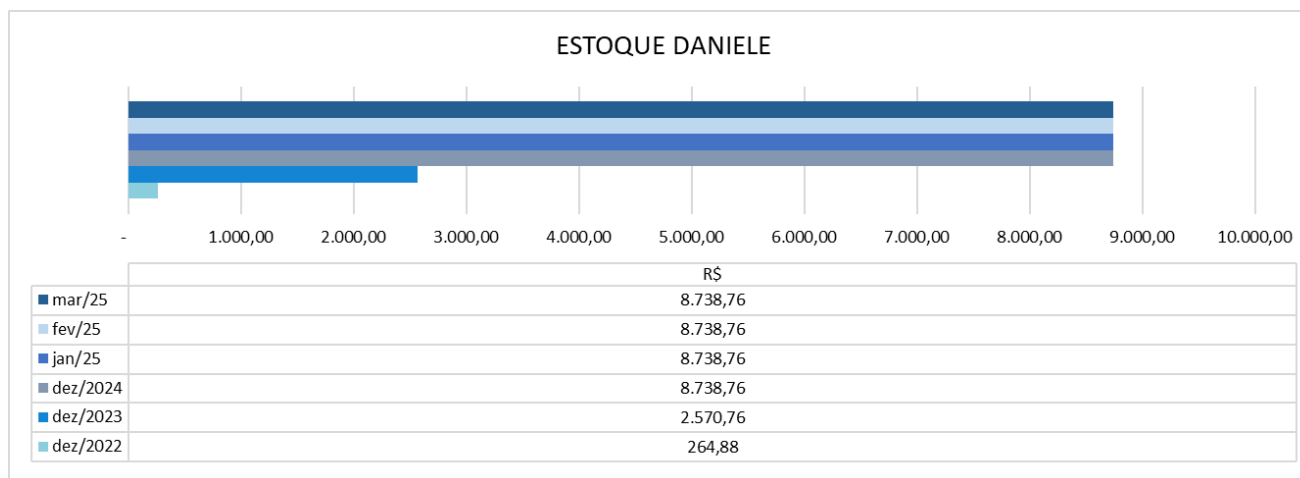 ESTOQUE DANIELE
- 1.000,00 2.000,00 3.000,00 4.000,00 5.000,00 6.000,00 7.000,00 8.000,00 9.000,00 10.000,00
R$
mar/25 8.738,76
fev/25 8.738,76
jan/25 8.738,76
dez/2024 8.738,76
dez/2023 2.570,76
dez/2022 264,88